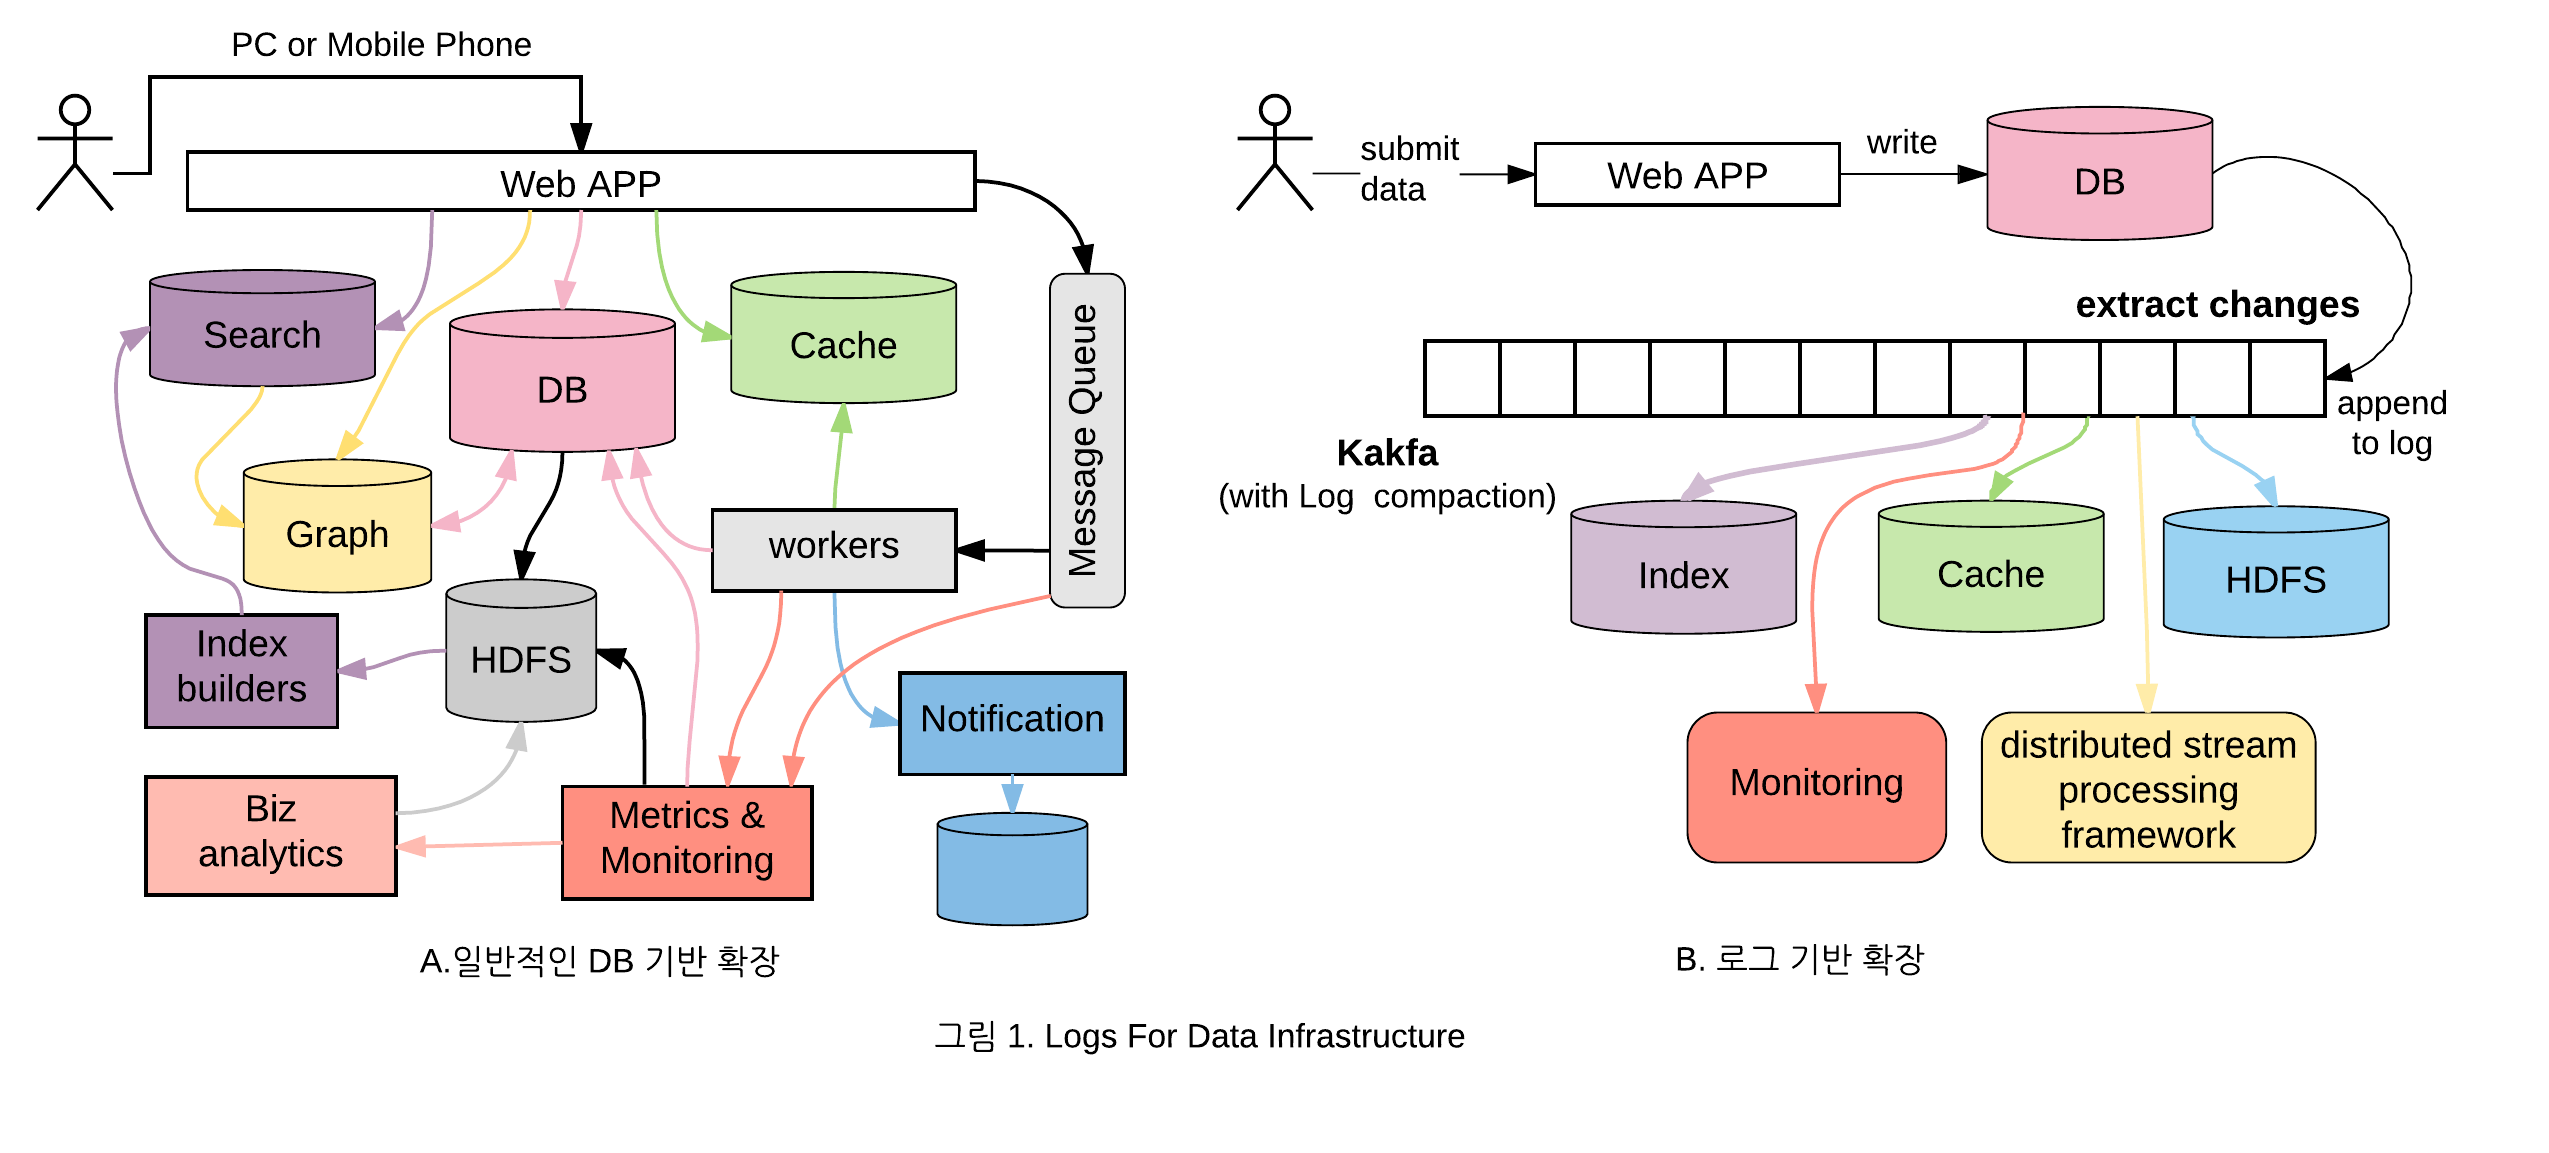 PC or Mobile Phone
Web APP
Search
DB
Cache
Message Queue
Graph
workers
Index
builders
HDFS
Notification
Biz
analytics
Metrics &
Monitoring
A.일반적인 DB 기반 확장
submit
data
Web APP
write
DB
extract changes
append
to log
Kakfa
(with Log  compaction)
Index
Cache
HDFS
Monitoring
distributed stream
processing
framework
B. 로그 기반 확장
그림 1. Logs For Data Infrastructure